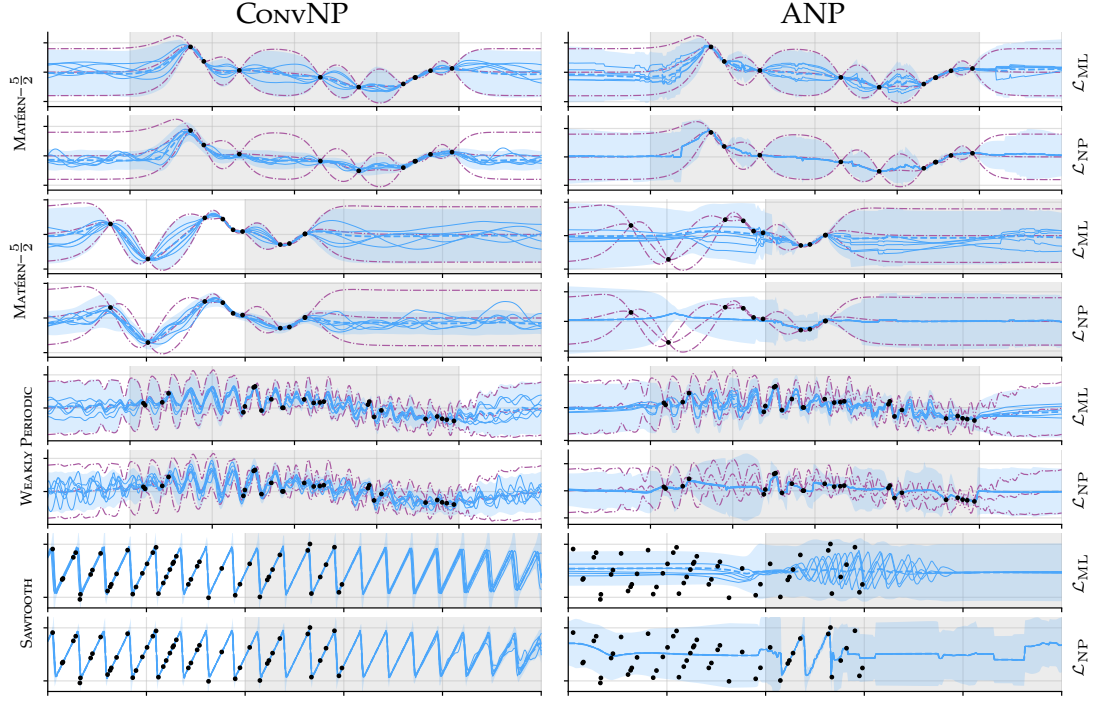 ConvNP
ANP
Matérn–5/2
Matérn–5/2
Weakly Periodic
Sawtooth
ℒML
ℒNP
ℒML
ℒNP
ℒML
ℒNP
ℒML
ℒNP